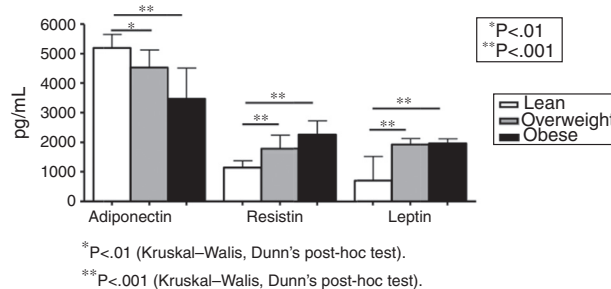 **
*
6000
5000
4000
3000
2000
1000
0
pg/mL
**
**
**
**
Adiponectin Resistin Leptin
*P<.01
**P<.001
Lean
Overweight
Obese
*P<.01 (Kruskal–Walis, Dunn's post-hoc test).
**P<.001 (Kruskal–Walis, Dunn's post-hoc test).